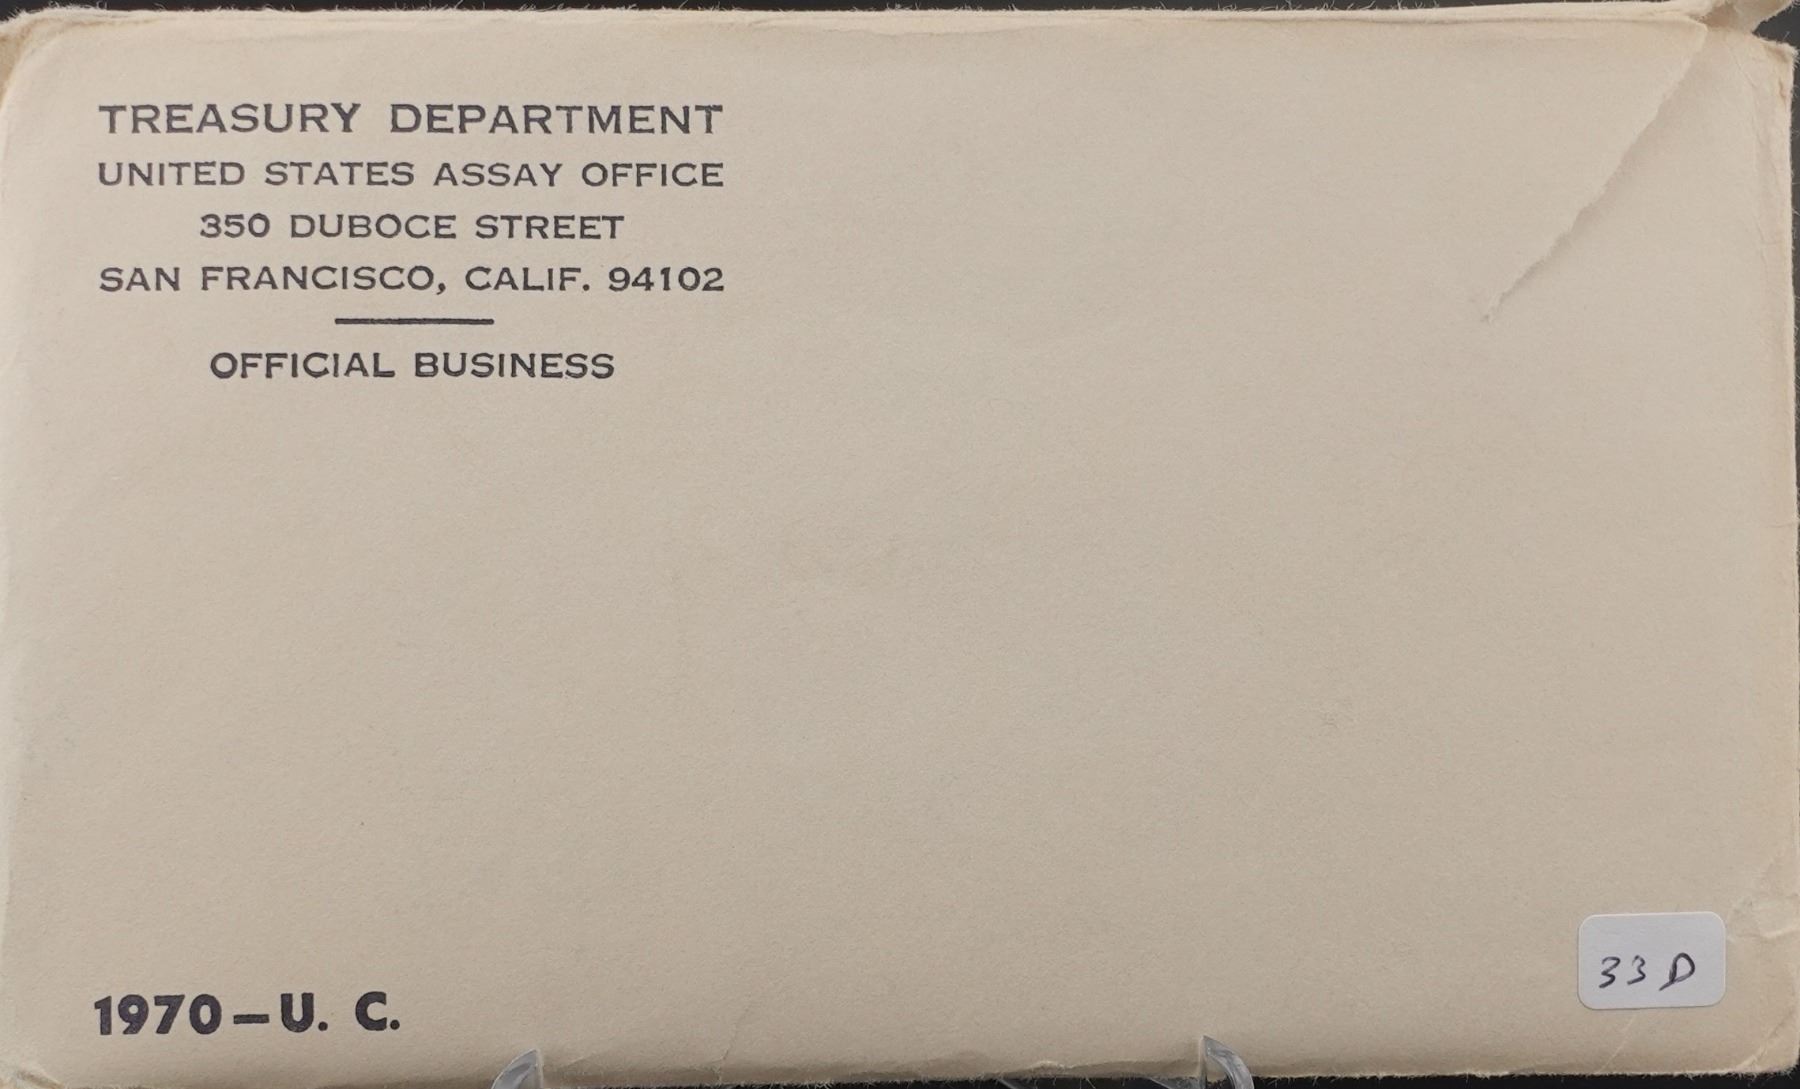 TREASURY DEPARTMENT
UNITED STATES ASSAY OFFICE
350 DUBOCE STREET
SAN FRANCISCO, CALIF. 94102
OFFICIAL BUSINESS
1970-U. C.
33D